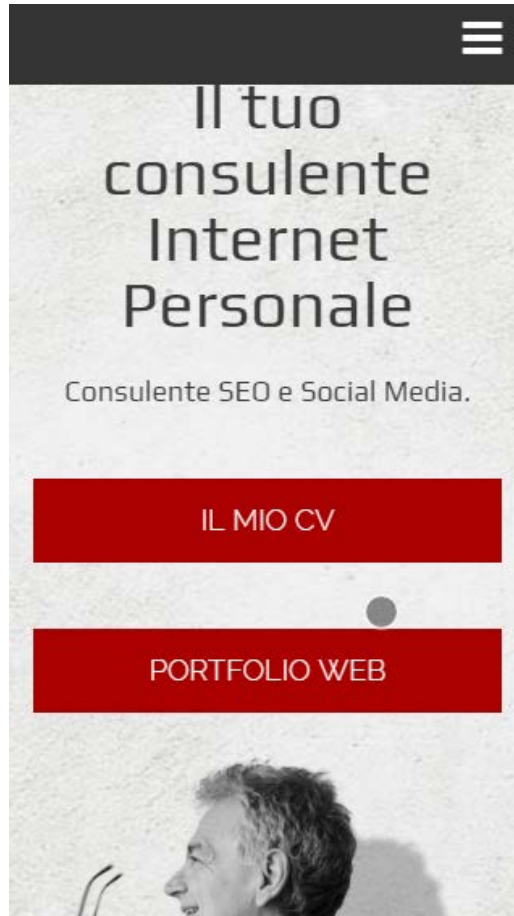 Il tuo
consulente
Internet
Personale
Consulente SEO e Social Media.
IL MIO CV
PORTFOLIO WEB